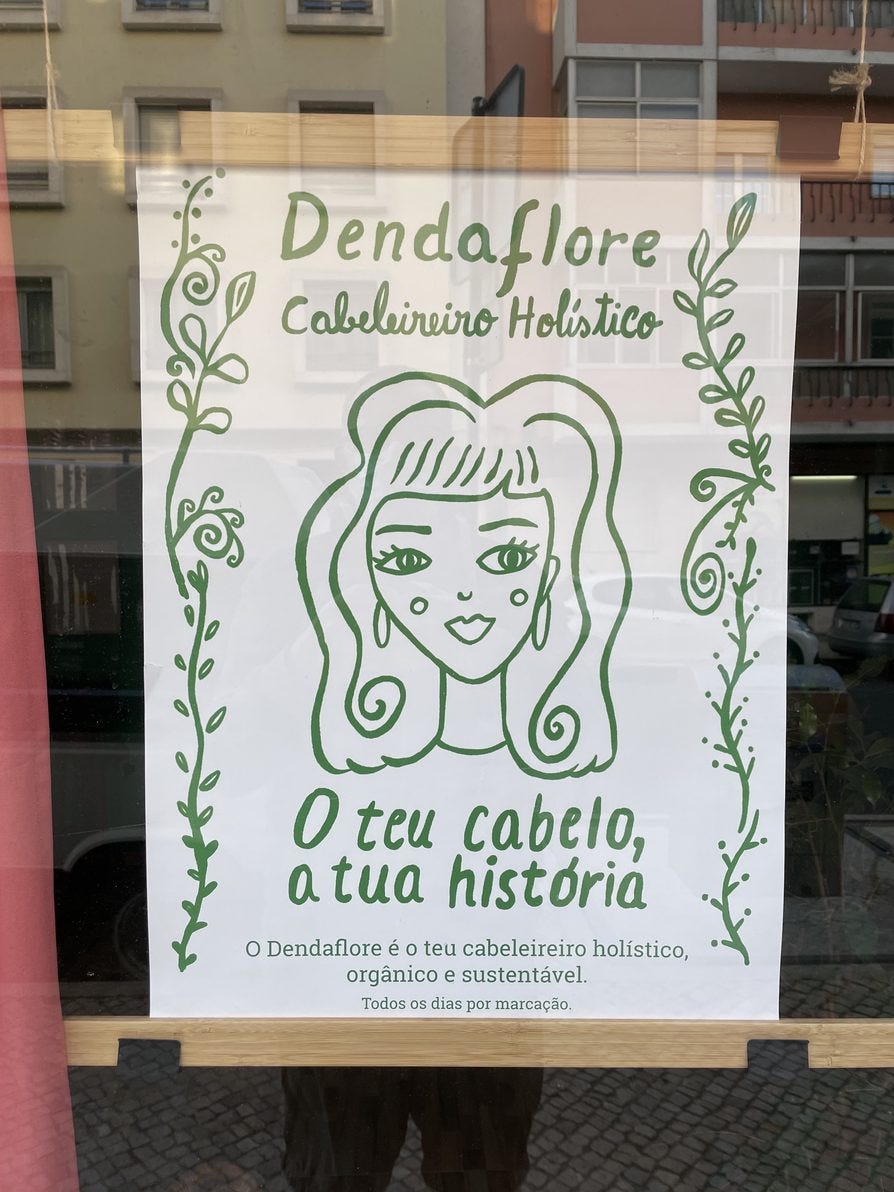 Dendaflore
Cabeleireiro Holístico
O teu cabelo,
a tua história
O Dendaflore é o teu cabeleireiro holístico,
orgânico e sustentável.
Todos os dias por marcação.